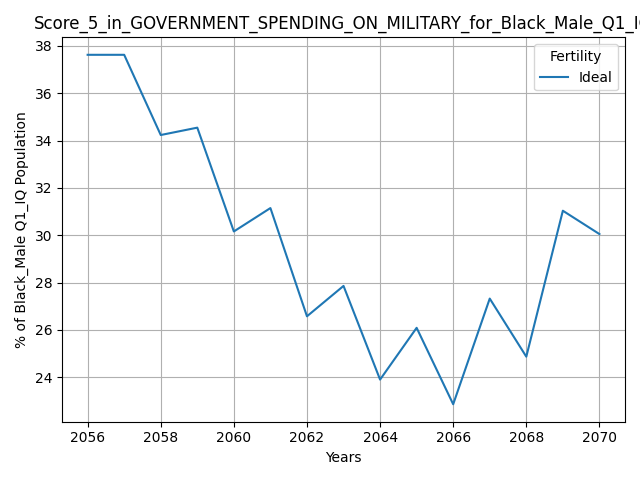 Score_5_in_GOVERNMENT_SPENDING_ON_MILITARY_for_Black_Male_Q1_I
Fertility
Ideal
% of Black_Male Q1_IQ Population
38
36
34
32
30
28
26
24
2056 2058 2060 2062 2064 2066 2068 2070
Years